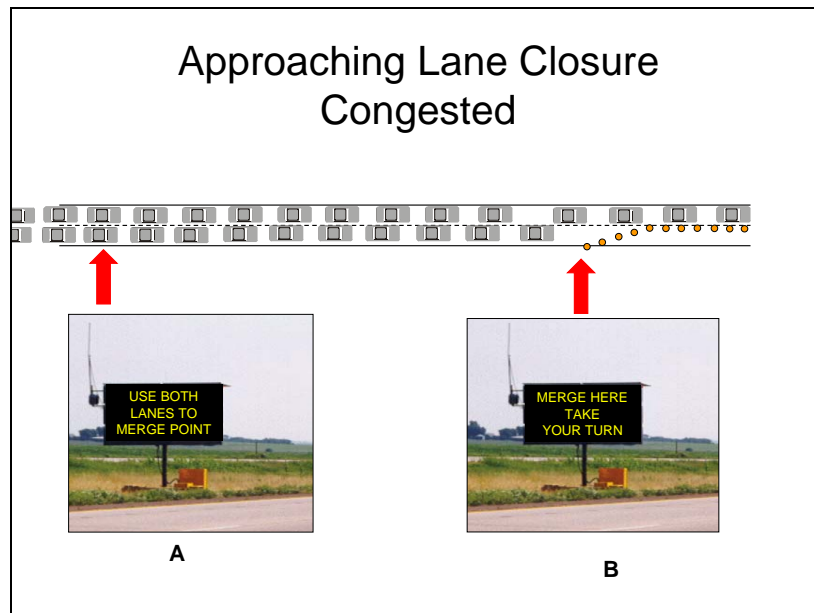 Approaching Lane Closure
Congested
USE BOTH
LANES TO
MERGE POINT
MERGE HERE
TAKE
YOUR TURN
A
B